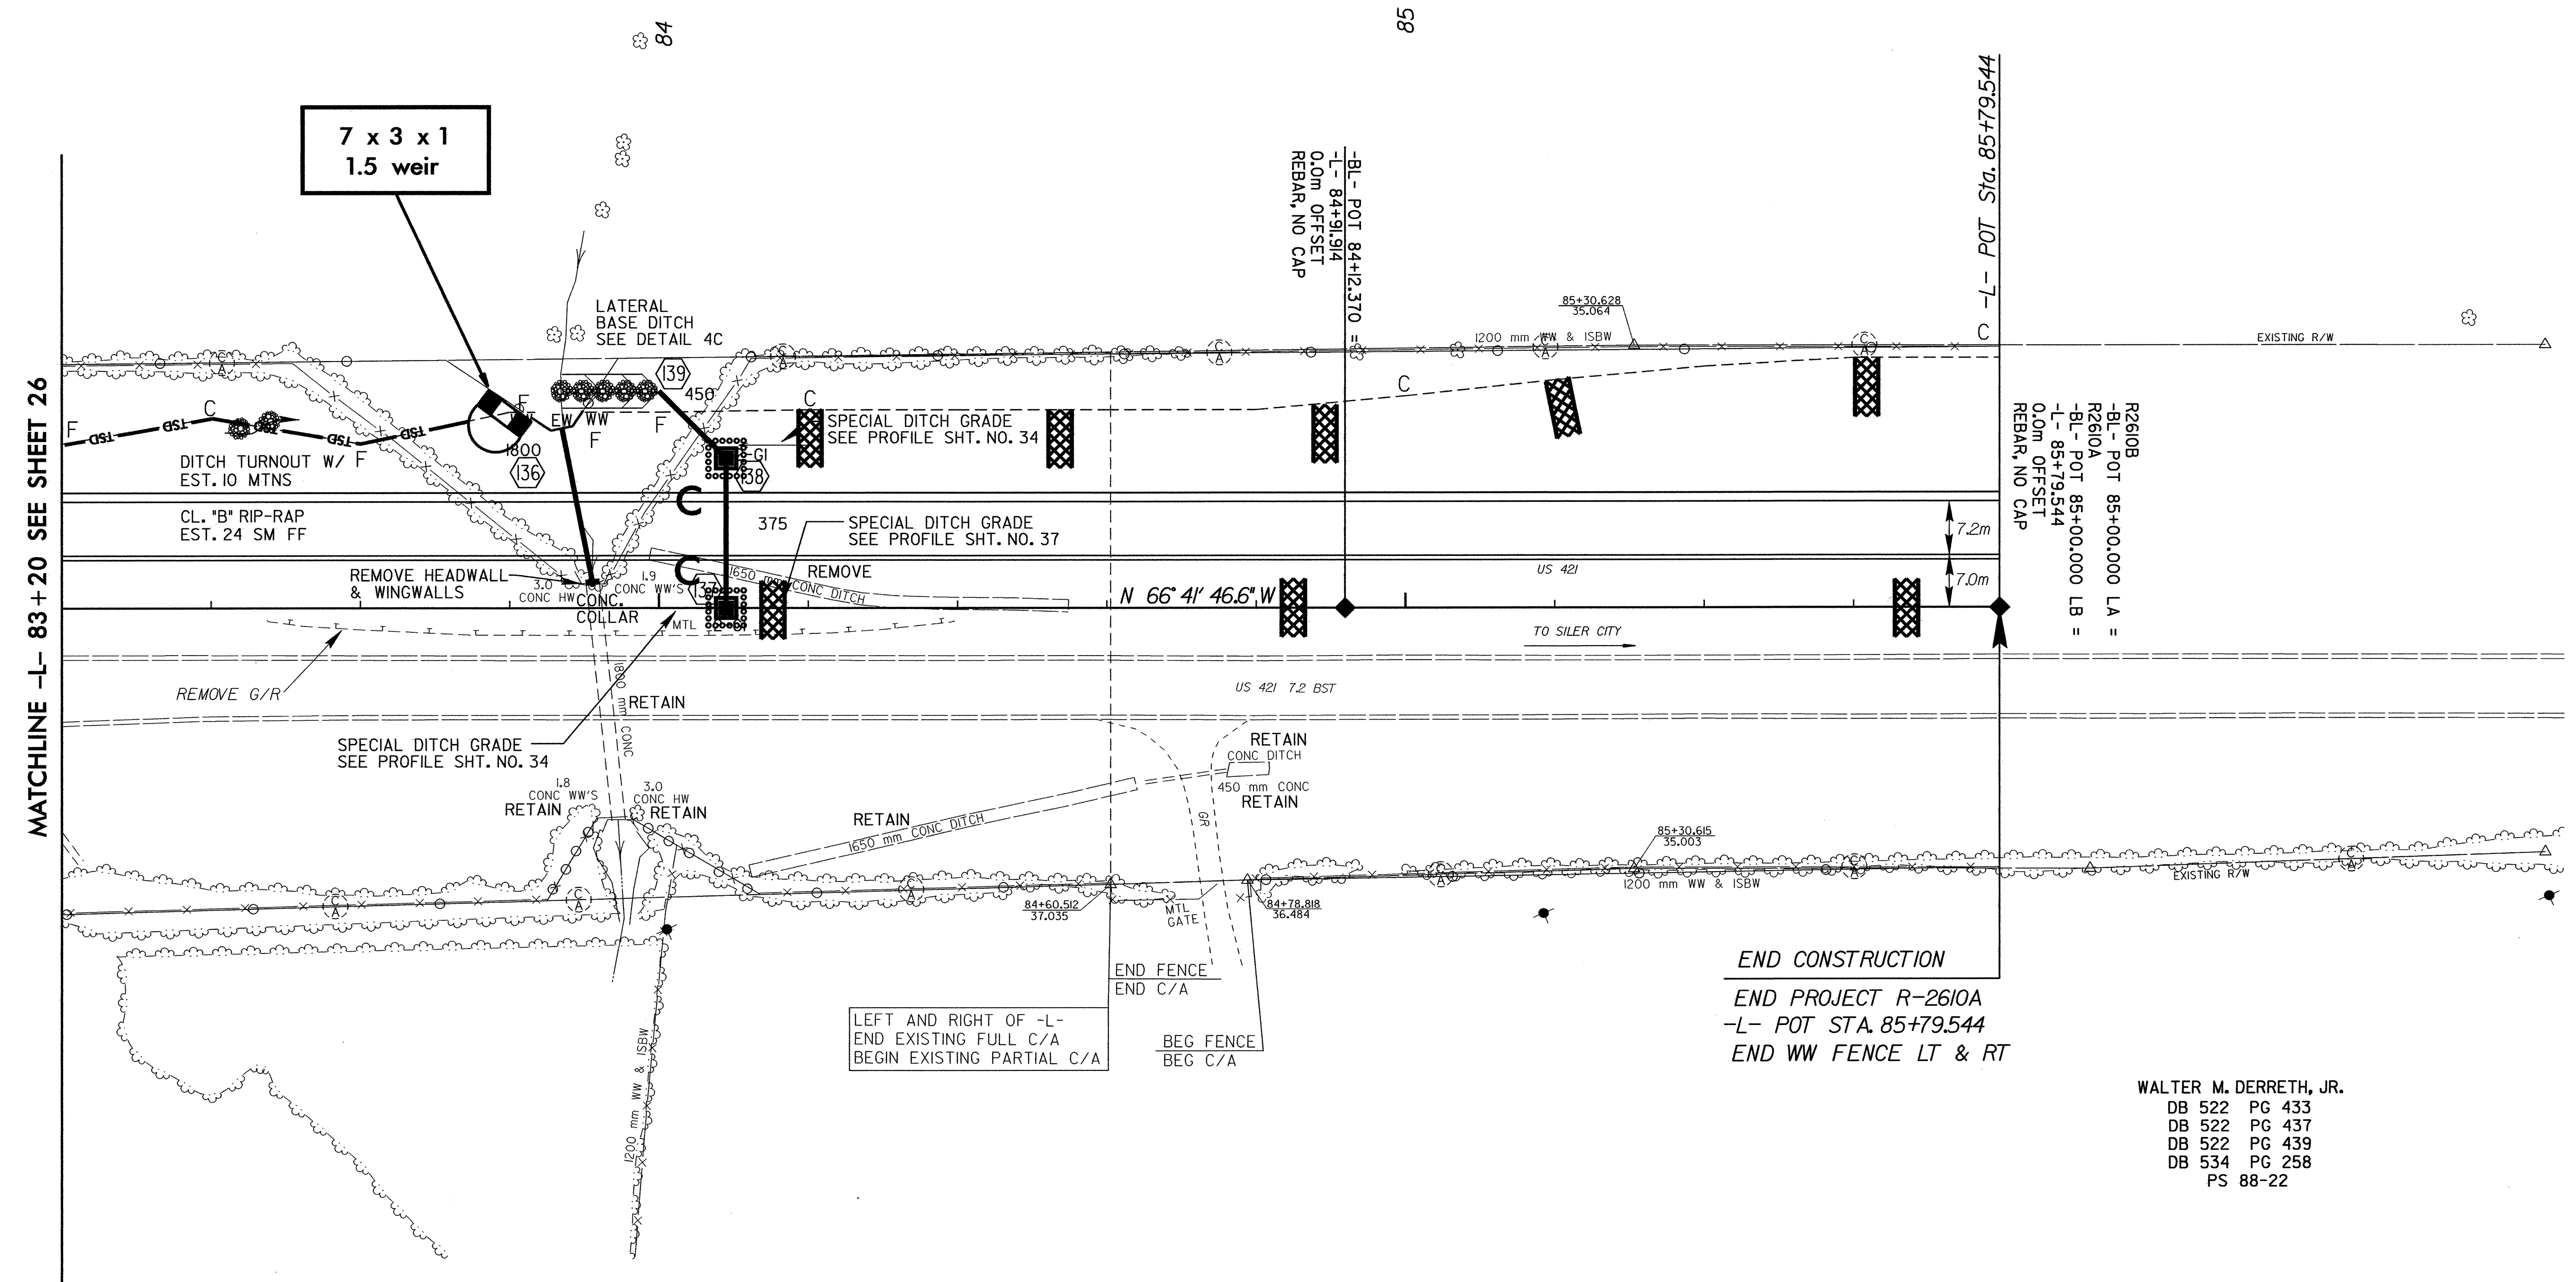 84
85
7 x 3 x 1
1.5 weir
-L- POT Sta. 85+79.544
-BL- POT 84+12.370 =
-L- 84+91.914
0.0m OFFSET
REBAR, NO CAP
LATERAL
BASE DITCH
SEE DETAIL 4C
85+30.628
35.064
1200 mm WW & ISBW
C
EXISTING R/W
139
450
C
C
C
F
F
EW
WW
F
F
TSD
TSD
TSD
TSD
TSD
SPECIAL DITCH GRADE
SEE PROFILE SHT. NO. 34
R2610B
-BL- POT 85+00.000 LA =
R2610A
-BL- POT 85+00.000 LB =
-L- 85+79.544
0.0m OFFSET
REBAR, NO CAP
MATCHLINE -L- 83+20 SEE SHEET 26
1800
136
138
-GI
DITCH TURNOUT W/ F
EST. 10 MTNS
C
CL. "B" RIP-RAP
EST. 24 SM FF
375
SPECIAL DITCH GRADE
SEE PROFILE SHT. NO. 37
7.2m
US 421
7.0m
REMOVE HEADWALL
& WINGWALLS
3.0
CONC HW
1.9
CONC WW'S
C
137
REMOVE
1650 mm CONC DITCH
CONC.
COLLAR
N 66° 41' 46.6" W
MTL
TO SILER CITY
REMOVE G/R
1800 mm CONC
RETAIN
US 421 7.2 BST
SPECIAL DITCH GRADE
SEE PROFILE SHT. NO. 34
RETAIN
CONC DITCH
450 mm CONC
RETAIN
1.8
CONC WW'S
RETAIN
3.0
CONC HW
RETAIN
RETAIN
1650 mm CONC DITCH
GR
85+30.615
35.003
1200 mm WW & ISBW
EXISTING R/W
84+60.512
37.035
MTL
GATE
84+78.818
36.484
END FENCE
END C/A
LEFT AND RIGHT OF -L-
END EXISTING FULL C/A
BEGIN EXISTING PARTIAL C/A
BEG FENCE
BEG C/A
1200 mm WW & ISBW
END CONSTRUCTION
END PROJECT R-2610A
-L- POT STA. 85+79.544
END WW FENCE LT & RT
WALTER M. DERRETH, JR.
DB 522 PG 433
DB 522 PG 437
DB 522 PG 439
DB 534 PG 258
PS 88-22